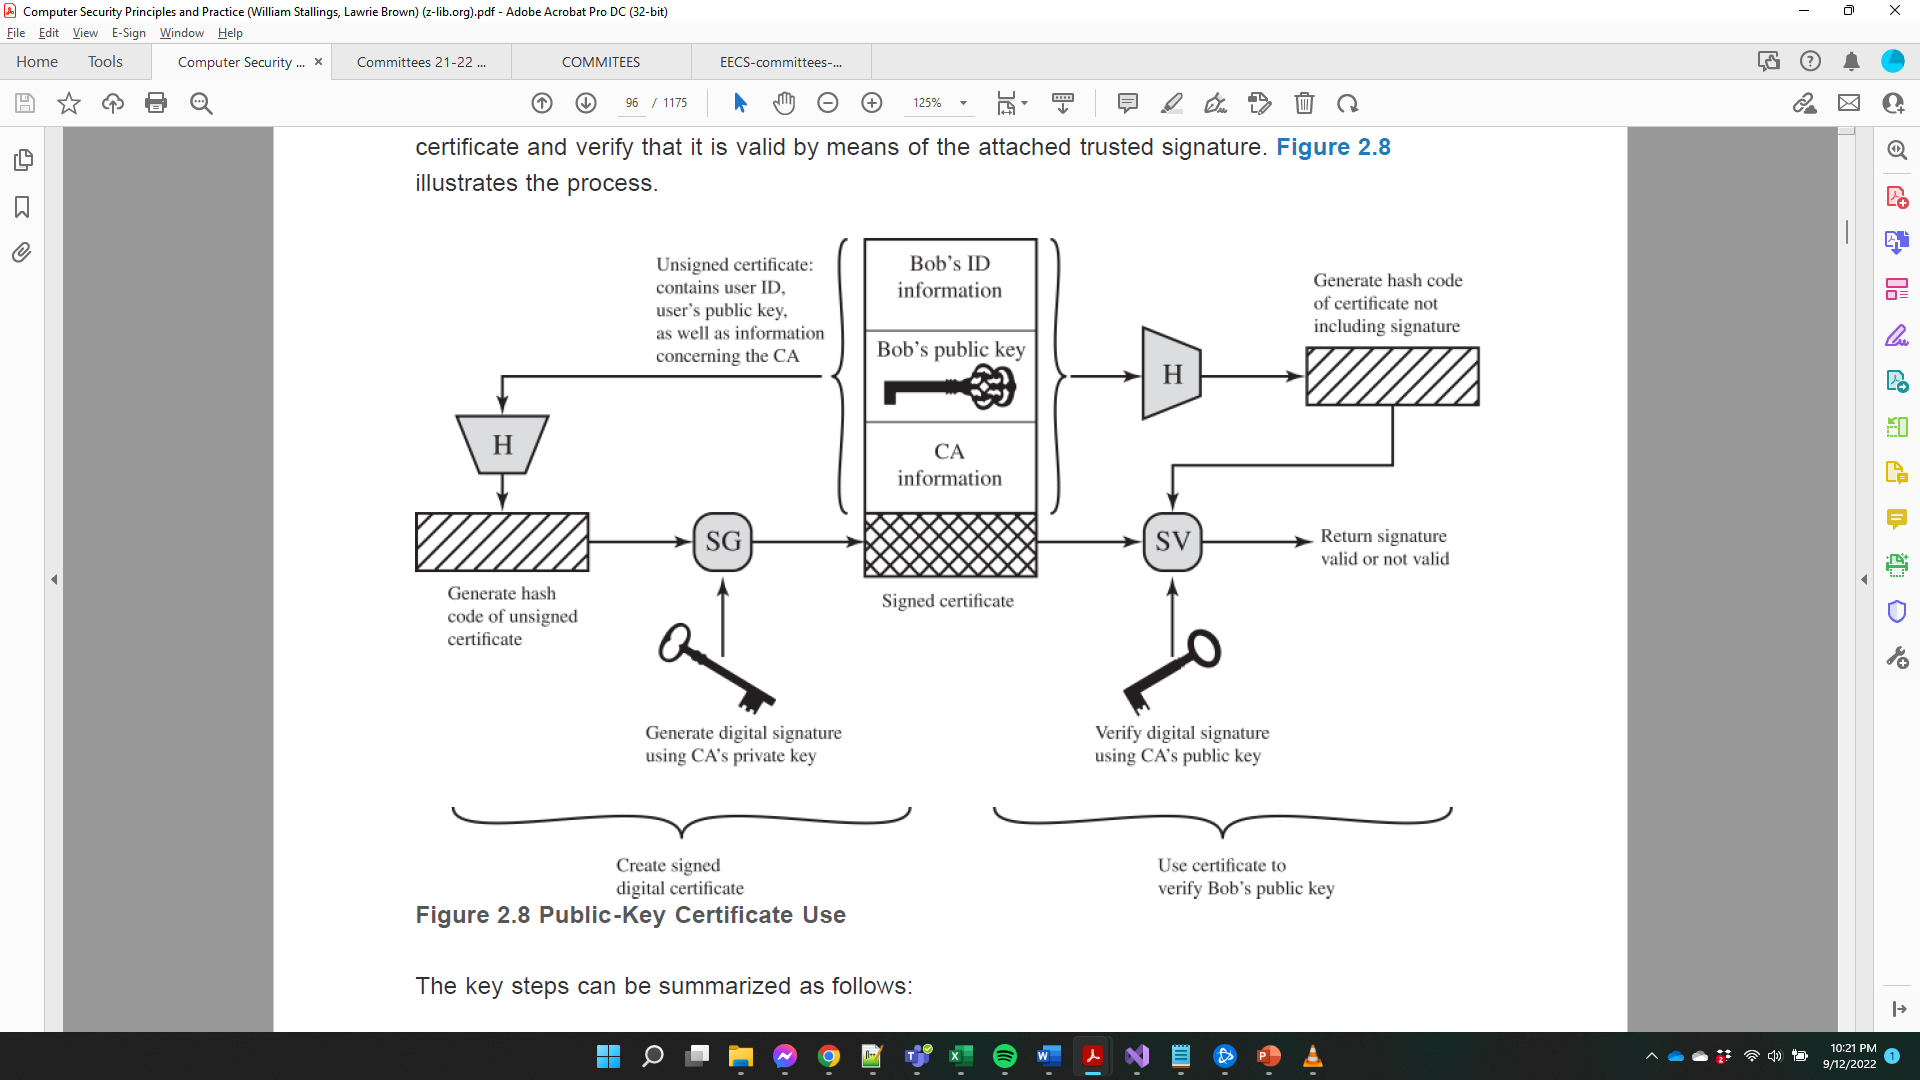 Computer Security Principles and Practice (William Stallings, Lawrie Brown) (z-lib.org).pdf - Adobe Acrobat Pro DC (32-bit)
File Edit View E-Sign Window Help
Home Tools Computer Security ... × Committees 21-22 ... COMMITEES EECS-committees-...
96 / 1175 125%
certificate and verify that it is valid by means of the attached trusted signature. Figure 2.8
illustrates the process.
Unsigned certificate:
contains user ID,
user's public key,
as well as information
concerning the CA
Bob's ID
information
Bob's public key
CA
information
Generate hash code
of certificate not
including signature
H
H
SG
SV
Return signature
valid or not valid
Generate hash
code of unsigned
certificate
Signed certificate
Generate digital signature
using CA's private key
Verify digital signature
using CA's public key
Create signed
digital certificate
Use certificate to
verify Bob's public key
Figure 2.8 Public-Key Certificate Use
The key steps can be summarized as follows:
10:21 PM
9/12/2022
1